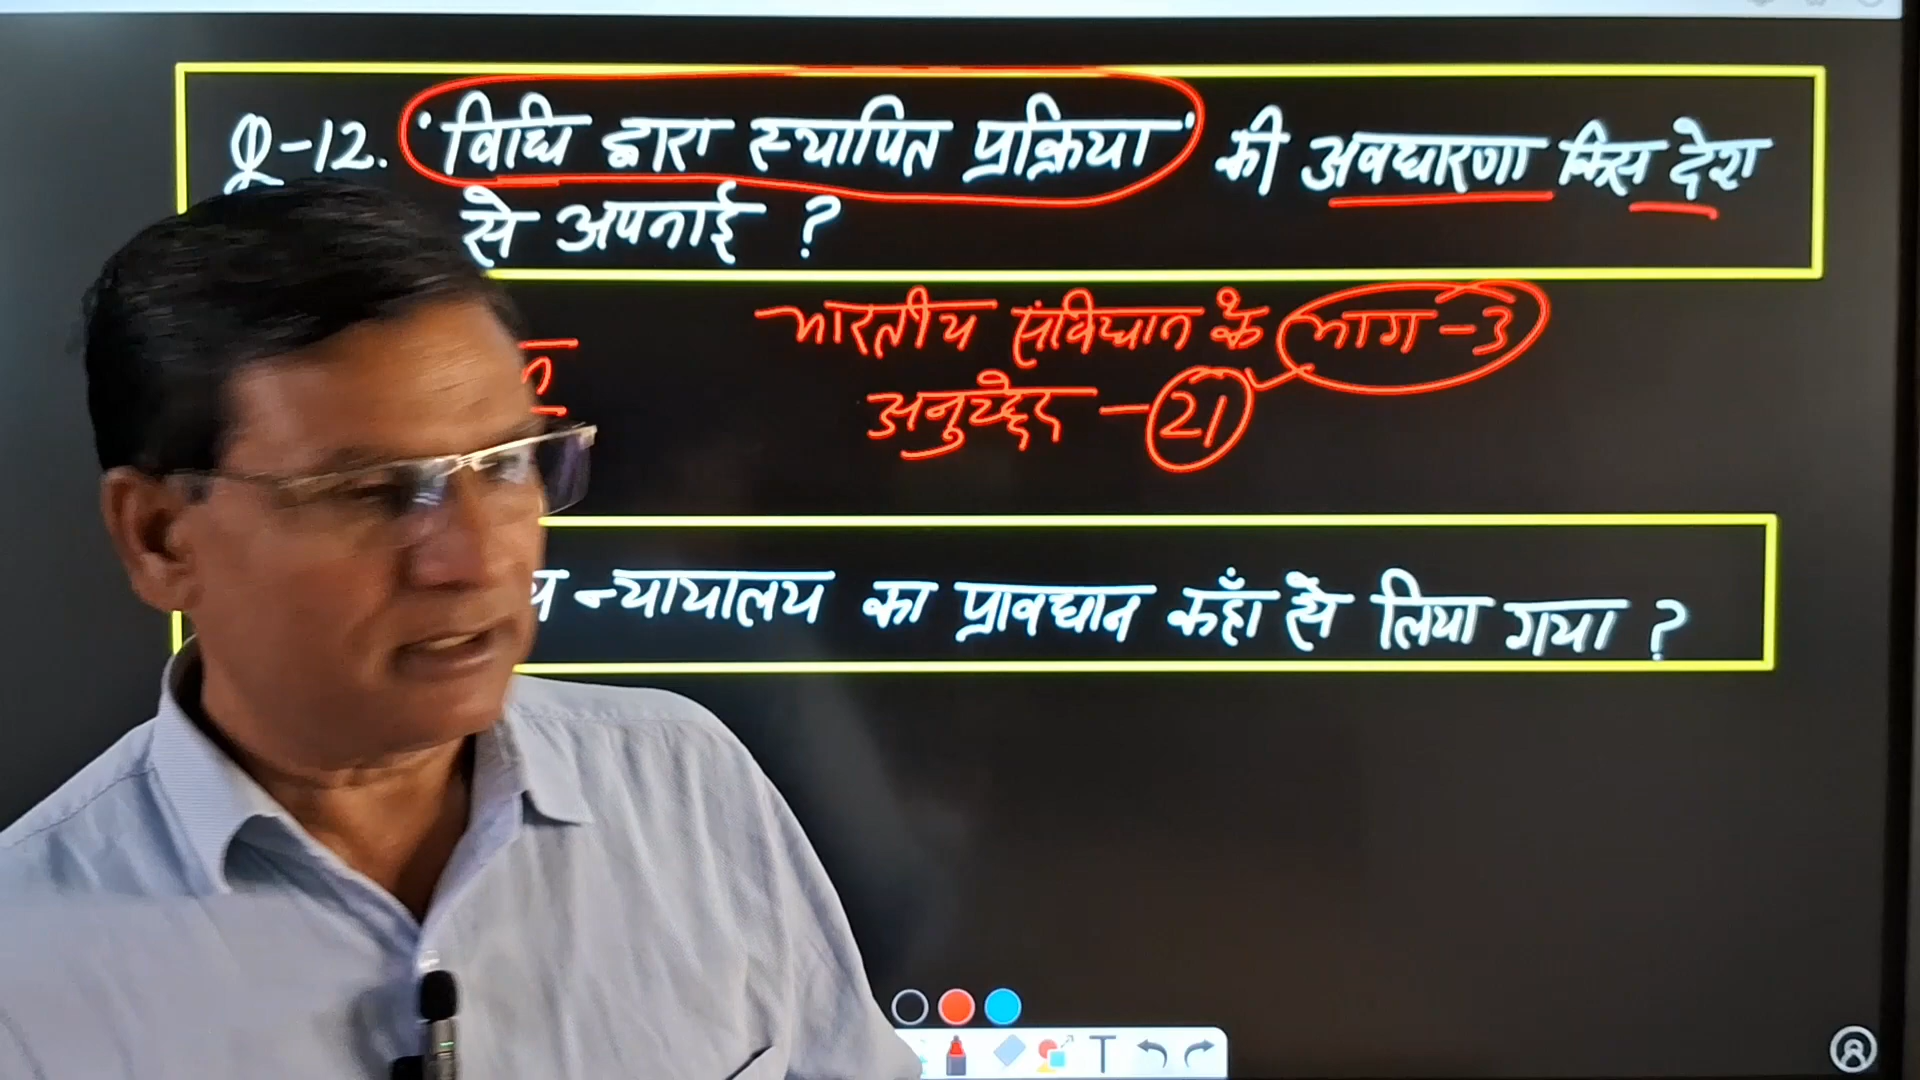 Q-12. 'विधि द्वारा स्थापित प्रक्रिया' की अवधारणा किस देश
से अपनाई ?
भारतीय संविधान के भाग-3
अनुच्छेद - 21
न्यायालय का प्रावधान कहाँ से लिया गया ?
T